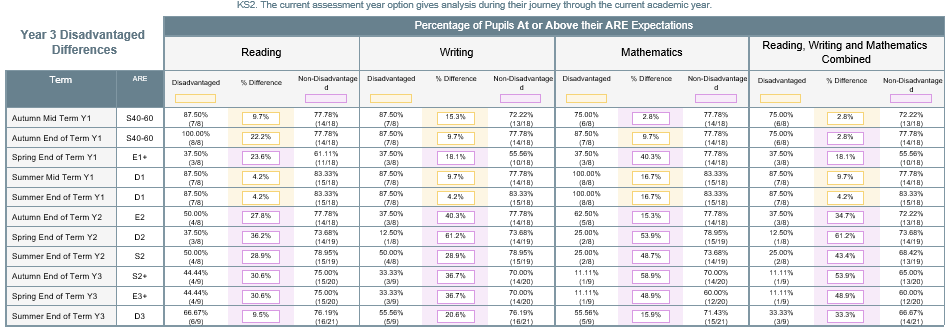 KS2. The current assessment year option gives analysis during their journey through the current academic year.
Year 3 Disadvantaged
Differences
Percentage of Pupils At or Above their ARE Expectations
Reading Writing Mathematics Reading, Writing and Mathematics
Combined
Term ARE Disadvantaged % Difference Non-Disadvantage Disadvantaged % Difference Non-Disadvantage Disadvantaged % Difference Non-Disadvantage Disadvantaged % Difference Non-Disadvantage
d d d d
Autumn Mid Term Y1 S40-60 87.50% 9.7% 77.78% 87.50% 15.3% 72.22% 75.00% 2.8% 77.78% 75.00% 2.8% 72.22%
(7/8) (14/18) (7/8) (13/18) (6/8) (14/18) (6/8) (13/18)
Autumn End of Term Y1 S40-60 100.00% 22.2% 77.78% 87.50% 9.7% 77.78% 87.50% 9.7% 77.78% 75.00% 2.8% 77.78%
(8/8) (14/18) (7/8) (14/18) (7/8) (14/18) (6/8) (14/18)
Spring End of Term Y1 E1+ 37.50% 23.6% 61.11% 37.50% 18.1% 55.56% 37.50% 40.3% 77.78% 37.50% 18.1% 55.56%
(3/8) (11/18) (3/8) (10/18) (3/8) (14/18) (3/8) (10/18)
Summer Mid Term Y1 D1 87.50% 4.2% 83.33% 87.50% 9.7% 77.78% 100.00% 16.7% 83.33% 87.50% 9.7% 77.78%
(7/8) (15/18) (7/8) (14/18) (8/8) (15/18) (7/8) (14/18)
Summer End of Term Y1 D1 87.50% 4.2% 83.33% 87.50% 4.2% 83.33% 100.00% 16.7% 83.33% 87.50% 4.2% 83.33%
(7/8) (15/18) (7/8) (15/18) (8/8) (15/18) (7/8) (15/18)
Autumn End of Term Y2 E2 50.00% 27.8% 77.78% 37.50% 40.3% 77.78% 62.50% 15.3% 77.78% 37.50% 34.7% 72.22%
(4/8) (14/18) (3/8) (14/18) (5/8) (14/18) (3/8) (13/18)
Spring End of Term Y2 D2 37.50% 36.2% 73.68% 12.50% 61.2% 73.68% 25.00% 53.9% 78.95% 12.50% 61.2% 73.68%
(3/8) (14/19) (1/8) (14/19) (2/8) (15/19) (1/8) (14/19)
Summer End of Term Y2 S2 50.00% 28.9% 78.95% 50.00% 28.9% 78.95% 25.00% 48.7% 73.68% 25.00% 43.4% 68.42%
(4/8) (15/19) (4/8) (15/19) (2/8) (14/19) (2/8) (13/19)
Autumn End of Term Y3 S2+ 44.44% 30.6% 75.00% 33.33% 36.7% 70.00% 11.11% 58.9% 70.00% 11.11% 53.9% 65.00%
(4/9) (15/20) (3/9) (14/20) (1/9) (14/20) (1/9) (13/20)
Spring End of Term Y3 E3+ 44.44% 30.6% 75.00% 33.33% 36.7% 70.00% 11.11% 48.9% 60.00% 11.11% 48.9% 60.00%
(4/9) (15/20) (3/9) (14/20) (1/9) (12/20) (1/9) (12/20)
Summer End of Term Y3 D3 66.67% 9.5% 76.19% 55.56% 20.6% 76.19% 55.56% 15.9% 71.43% 33.33% 33.3% 66.67%
(6/9) (16/21) (5/9) (16/21) (5/9) (15/21) (3/9) (14/21)